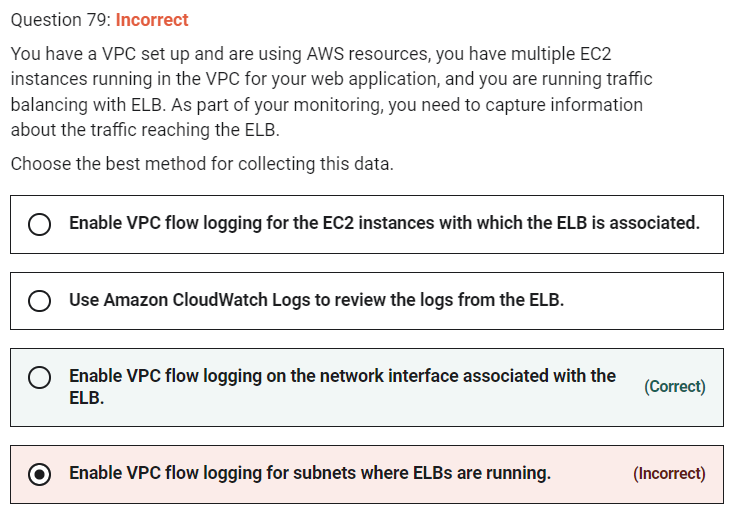 Question 79: Incorrect
You have a VPC set up and are using AWS resources, you have multiple EC2
instances running in the VPC for your web application, and you are running traffic
balancing with ELB. As part of your monitoring, you need to capture information
about the traffic reaching the ELB.
Choose the best method for collecting this data.
Enable VPC flow logging for the EC2 instances with which the ELB is associated.
Use Amazon CloudWatch Logs to review the logs from the ELB.
Enable VPC flow logging on the network interface associated with the
ELB.
(Correct)
Enable VPC flow logging for subnets where ELBs are running. (Incorrect)